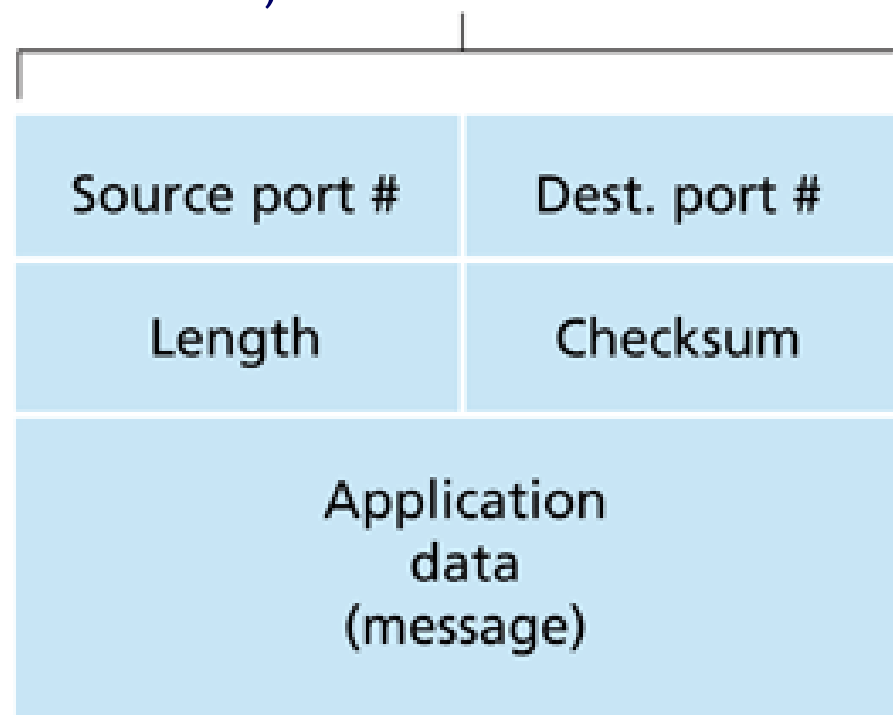 Source port # Dest. port #
Length Checksum
Application
data
(message)